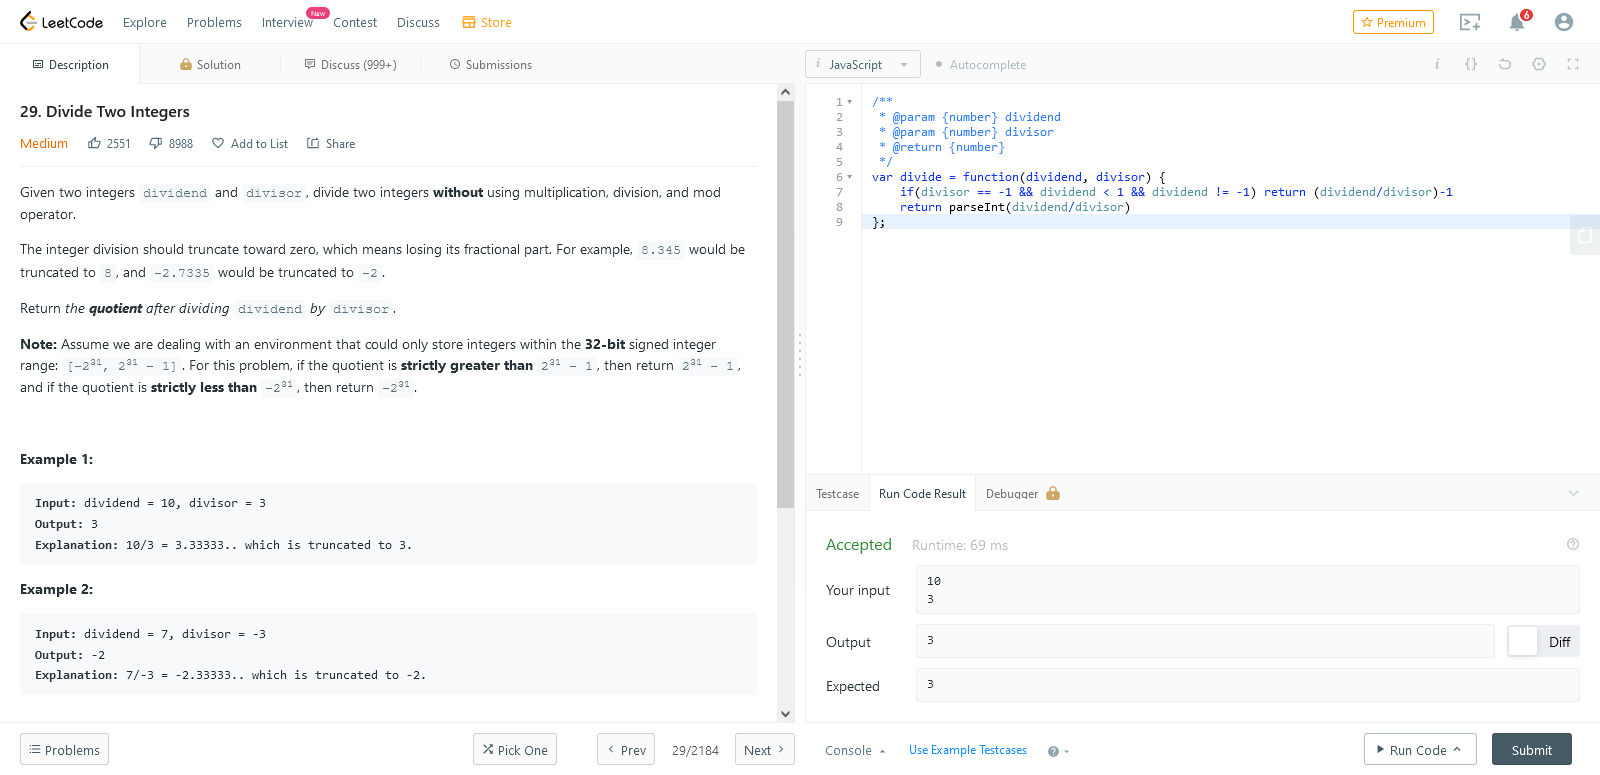 LeetCode Explore Problems Interview New Contest Discuss Store Premium 6
Description Solution Discuss (999+) Submissions
29. Divide Two Integers
Medium 2551 8988 Add to List Share
Given two integers dividend and divisor, divide two integers without using multiplication, division, and mod
operator.
The integer division should truncate toward zero, which means losing its fractional part. For example, 8.345 would be
truncated to 8, and -2.7335 would be truncated to -2.
Return the quotient after dividing dividend by divisor.
Note: Assume we are dealing with an environment that could only store integers within the 32-bit signed integer
range: [-2³¹, 2³¹ - 1]. For this problem, if the quotient is strictly greater than 2³¹ - 1, then return 2³¹ - 1,
and if the quotient is strictly less than -2³¹, then return -2³¹.
Example 1:
Input: dividend = 10, divisor = 3
Output: 3
Explanation: 10/3 = 3.33333.. which is truncated to 3.
Example 2:
Input: dividend = 7, divisor = -3
Output: -2
Explanation: 7/-3 = -2.33333.. which is truncated to -2.
Problems Pick One Prev 29/2184 Next
i JavaScript Autocomplete i {}
1 /**
2 * @param {number} dividend
3 * @param {number} divisor
4 * @return {number}
5 */
6 var divide = function(dividend, divisor) {
7 if(divisor == -1 && dividend < 1 && dividend != -1) return (dividend/divisor)-1
8 return parseInt(dividend/divisor)
9 };
Testcase Run Code Result Debugger
Accepted Runtime: 69 ms
Your input
10
3
Output 3 Diff
Expected 3
Console Use Example Testcases Run Code Submit